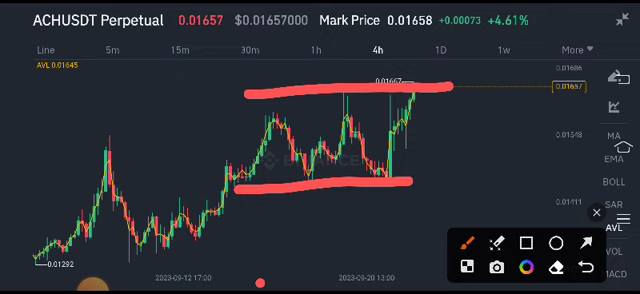 ACHUSDT Perpetual 0.01657 $0.01657000 Mark Price 0.01658 +0.00073 +4.61%
Line 5m 15m 30m 1h 4h 1D 1w More
AVL 0.01645
0.01686
0.01667
0.01657
BINANCE
0.01548
0.01411
0.01292
2023-09-12 17:00
2023-09-20 13:00
MA
EMA
BOLL
SAR
AVL
VOL
MACD